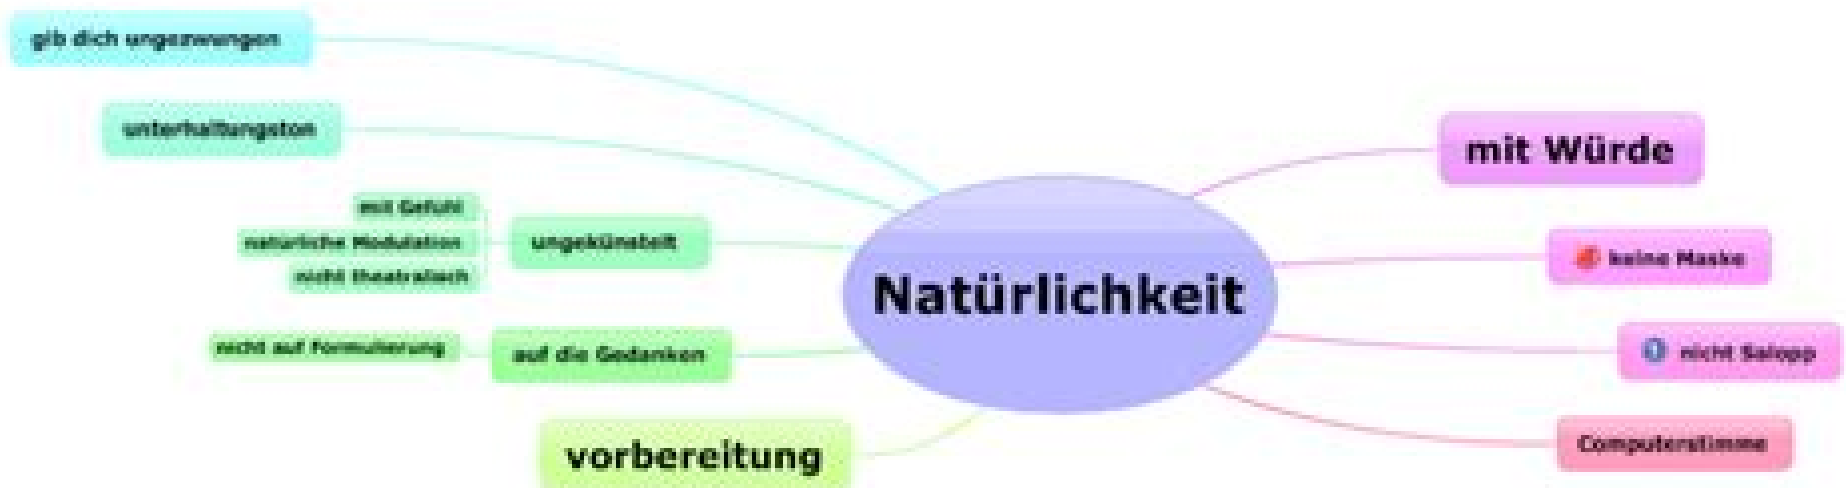 gib dich ungezwungen
unterhaltungston
mit Gefühl
natürliche Modulation
nicht theatralisch
ungekünstelt
nicht auf Formulierung
auf die Gedanken
vorbereitung
Natürlichkeit
mit Würde
keine Maske
nicht Salopp
Computerstimme